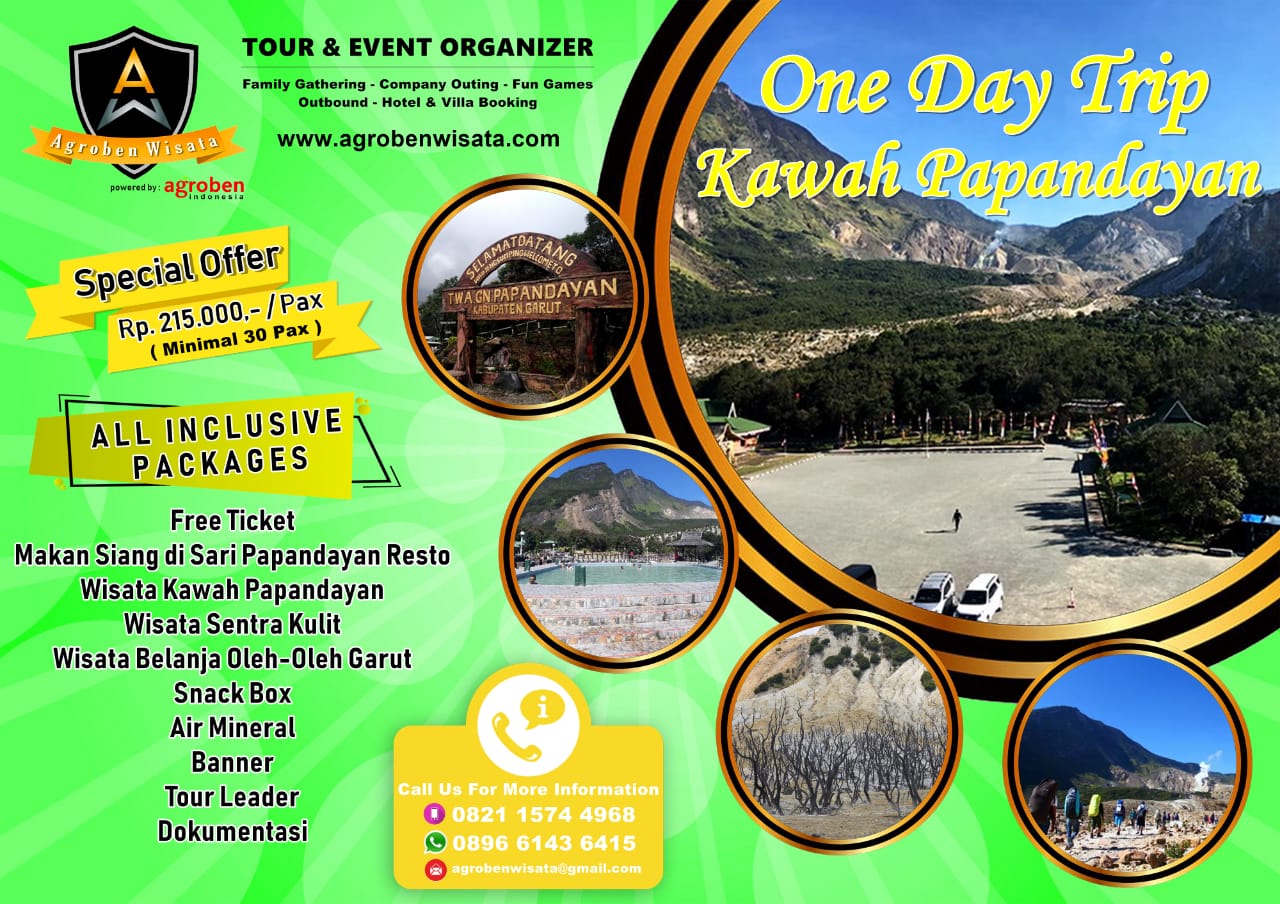 A
Agroben Wisata
powered by : agroben
indonesia
TOUR & EVENT ORGANIZER
Family Gathering - Company Outing - Fun Games
Outbound - Hotel & Villa Booking
www.agrobenwisata.com
One Day Trip
Kawah Papandayan
Special Offer
Rp. 215.000,- / Pax
( Minimal 30 Pax )
SELAMAT DATANG
TWA GN PAPANDAYAN
KABUPATEN GARUT
ALL INCLUSIVE
PACKAGES
Free Ticket
Makan Siang di Sari Papandayan Resto
Wisata Kawah Papandayan
Wisata Sentra Kulit
Wisata Belanja Oleh-Oleh Garut
Snack Box
Air Mineral
Banner
Tour Leader
Dokumentasi
i
Call Us For More Information
0821 1574 4968
0896 6143 6415
agrobenwisata@gmail.com